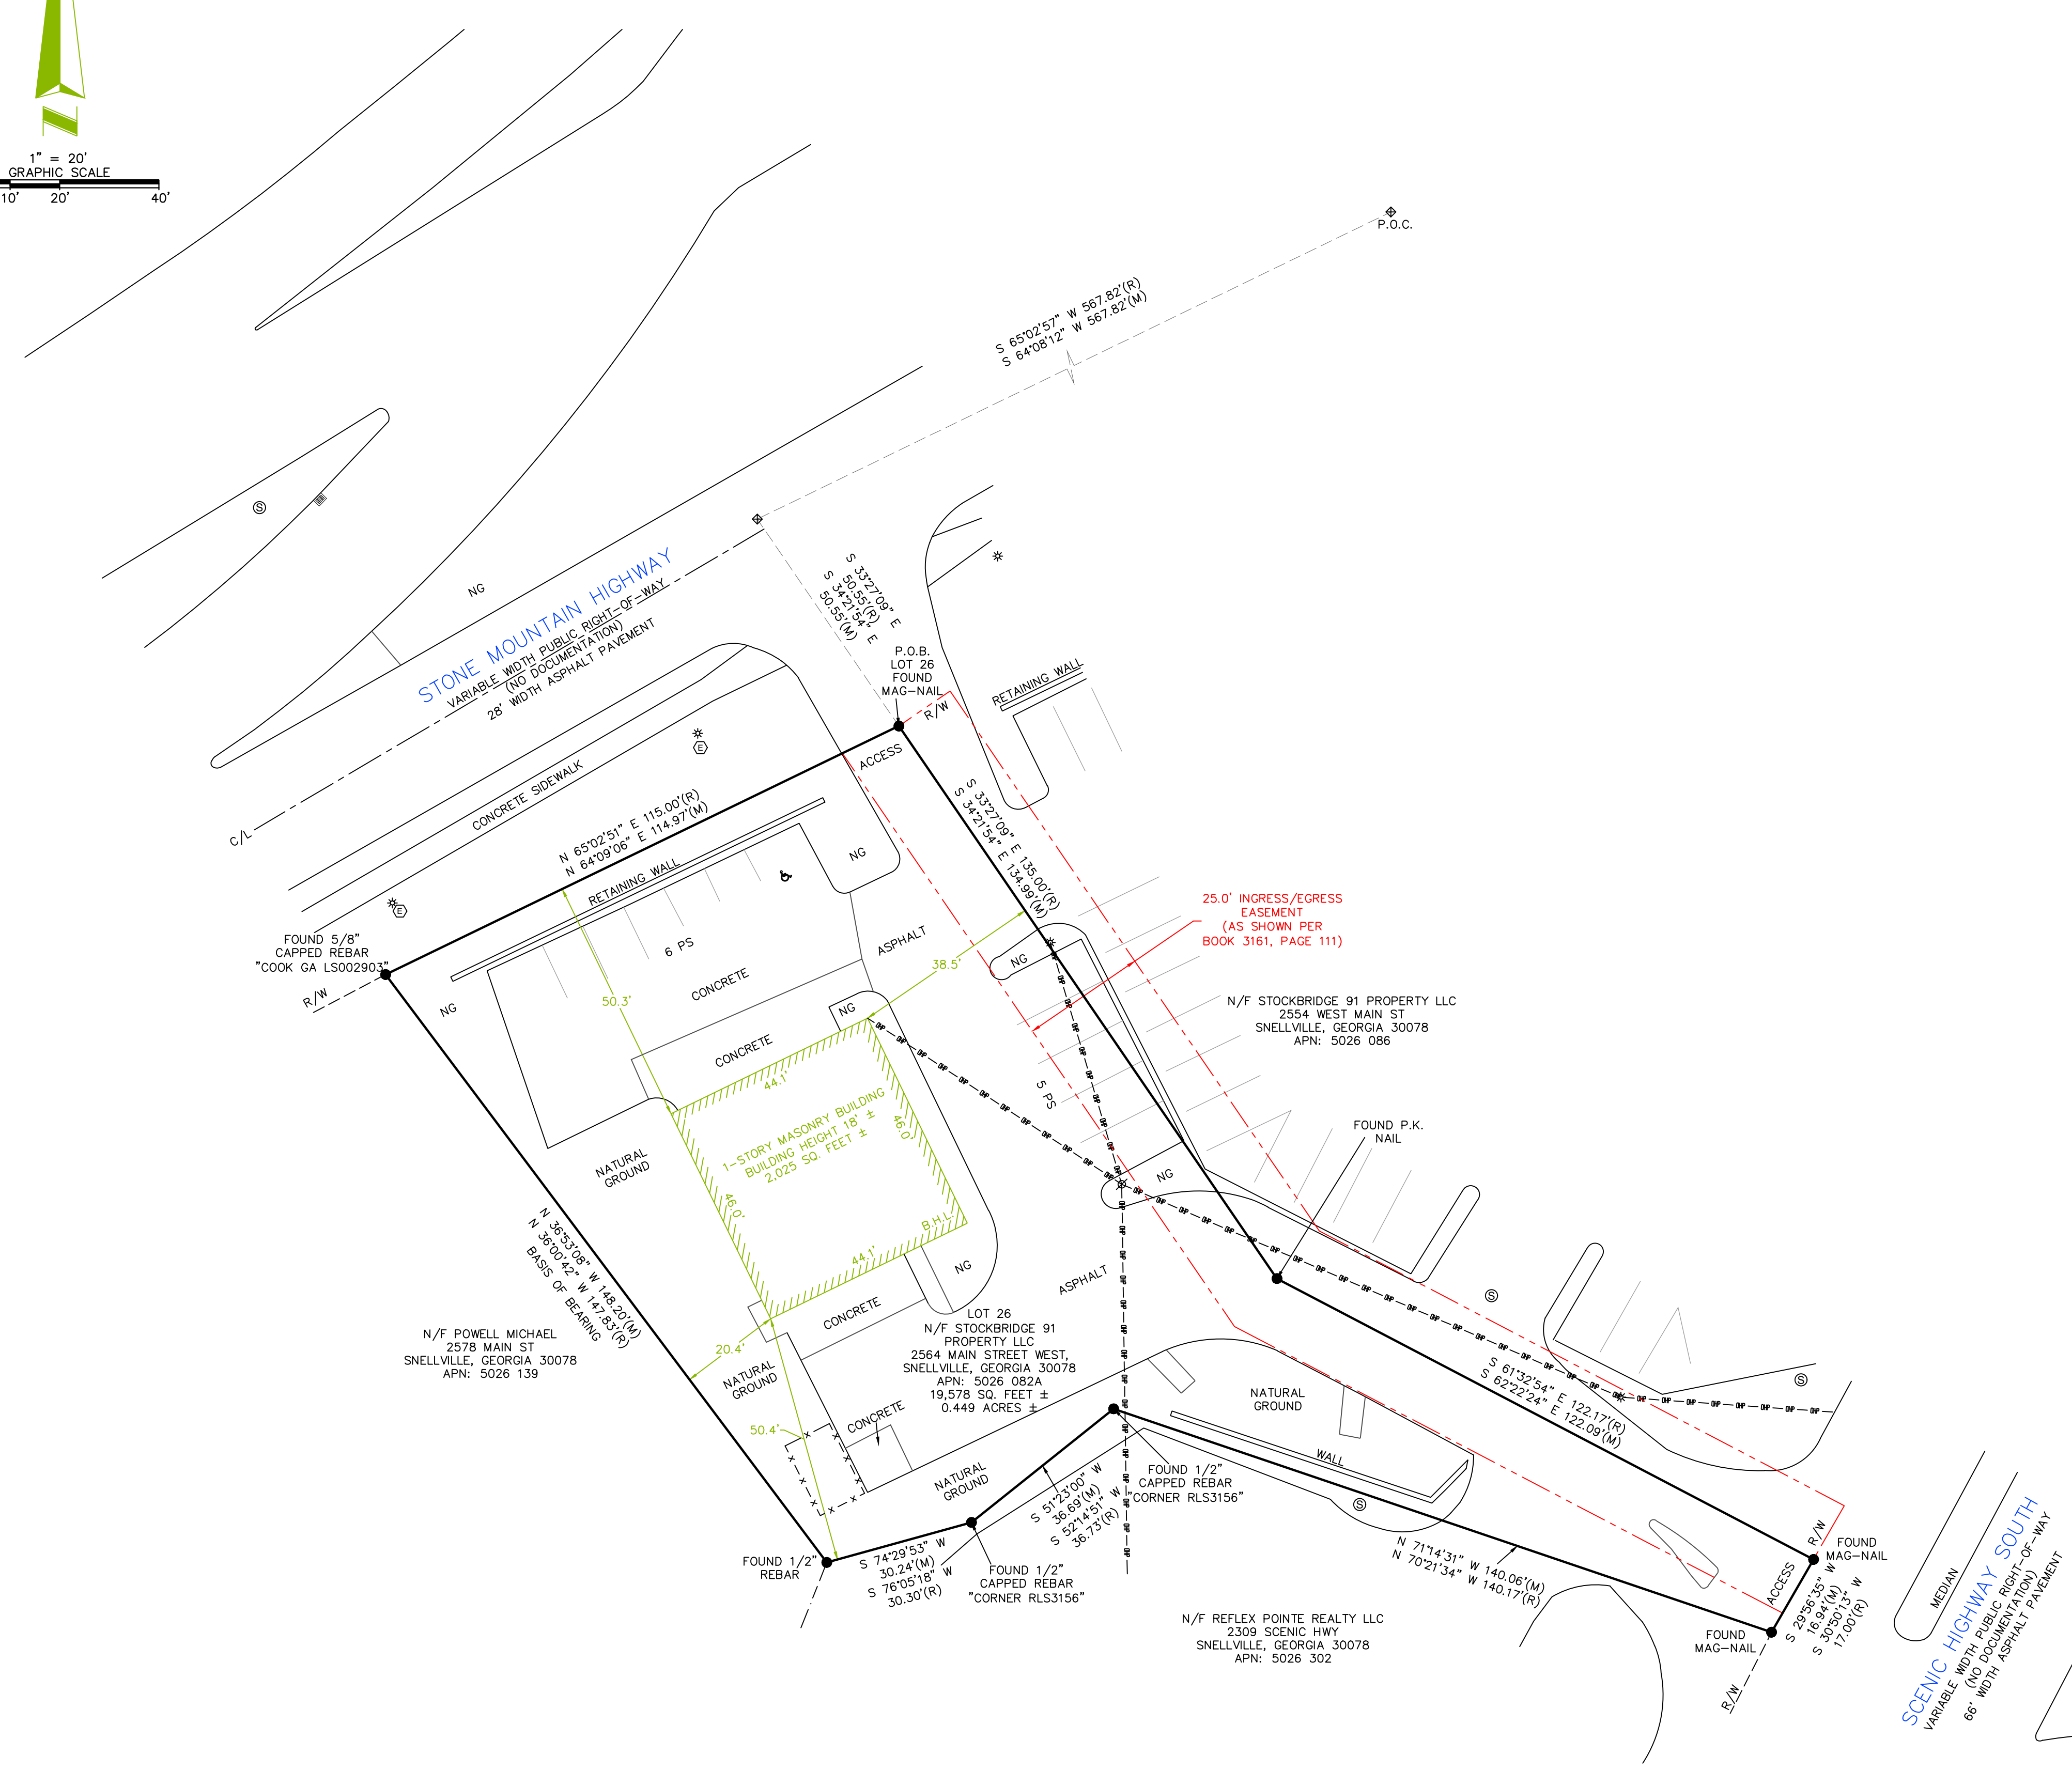 N
1" = 20'
GRAPHIC SCALE
10' 20' 40'
P.O.C.
S 65°02'57" W 567.82'(R)
S 64°08'12" W 567.82'(M)
S
NG
STONE MOUNTAIN HIGHWAY
VARIABLE WIDTH PUBLIC RIGHT-OF-WAY
(NO DOCUMENTATION)
28' WIDTH ASPHALT PAVEMENT
C/L
S 33°27'09" E
50.55'(R)
S 34°21'54" E
50.55'(M)
P.O.B.
LOT 26
FOUND
MAG-NAIL
R/W
RETAINING WALL
ACCESS
E
CONCRETE SIDEWALK
N 65°02'51" E 115.00'(R)
N 64°09'06" E 114.97'(M)
RETAINING WALL
E
FOUND 5/8"
CAPPED REBAR
"COOK GA LS002903"
R/W
NG
NG
6 PS
CONCRETE
ASPHALT
50.3'
38.5'
S 33°27'09" E 135.00'(R)
S 34°21'54" E 134.99'(M)
NG
25.0' INGRESS/EGRESS
EASEMENT
(AS SHOWN PER
BOOK 3161, PAGE 111)
N/F STOCKBRIDGE 91 PROPERTY LLC
2554 WEST MAIN ST
SNELLVILLE, GEORGIA 30078
APN: 5026 086
NG
CONCRETE
44.1'
46.0'
1-STORY MASONRY BUILDING
BUILDING HEIGHT 18' ±
2,025 SQ. FEET ±
46.0'
B.H.L.
44.1'
5 PS
NG
FOUND P.K.
NAIL
NATURAL
GROUND
N 36°53'08" W 148.20'(M)
N 36°00'42" W 147.83'(R)
BASIS OF BEARING
N/F POWELL MICHAEL
2578 MAIN ST
SNELLVILLE, GEORGIA 30078
APN: 5026 139
20.4'
NG
CONCRETE
ASPHALT
LOT 26
N/F STOCKBRIDGE 91
PROPERTY LLC
2564 MAIN STREET WEST,
SNELLVILLE, GEORGIA 30078
APN: 5026 082A
19,578 SQ. FEET ±
0.449 ACRES ±
NATURAL
GROUND
CONCRETE
50.4'
NATURAL
GROUND
NATURAL
GROUND
WALL
S
S
S
S 61°32'54" E 122.17'(R)
S 62°22'24" E 122.09'(M)
FOUND 1/2"
CAPPED REBAR
"CORNER RLS3156"
S 51°23'00" W
36.69'(M)
S 52°14'51" W
36.73'(R)
FOUND 1/2"
REBAR
S 74°29'53" W
30.24'(M)
S 76°05'18" W
30.30'(R)
FOUND 1/2"
CAPPED REBAR
"CORNER RLS3156"
N 71°14'31" W 140.06'(M)
N 70°21'34" W 140.17'(R)
N/F REFLEX POINTE REALTY LLC
2309 SCENIC HWY
SNELLVILLE, GEORGIA 30078
APN: 5026 302
R/W
FOUND
MAG-NAIL
ACCESS
FOUND
MAG-NAIL
S 29°56'35" W
16.94'(M)
S 30°50'13" W
17.00'(R)
R/W
MEDIAN
SCENIC HIGHWAY SOUTH
VARIABLE WIDTH PUBLIC RIGHT-OF-WAY
(NO DOCUMENTATION)
66' WIDTH ASPHALT PAVEMENT